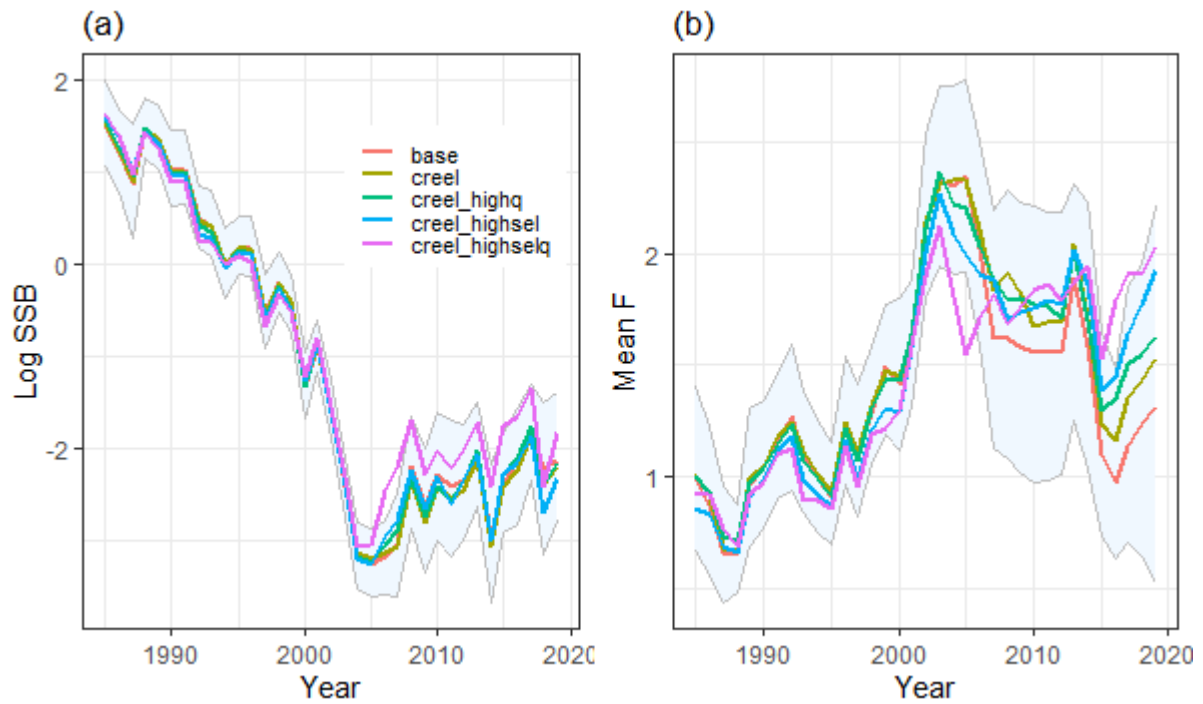 (a)
Log SSB
2
0
-2
1990 2000 2010 2020
Year
base
creel
creel_highq
creel_highsel
creel_highselq
(b)
Mean F
2
1
1990 2000 2010 2020
Year